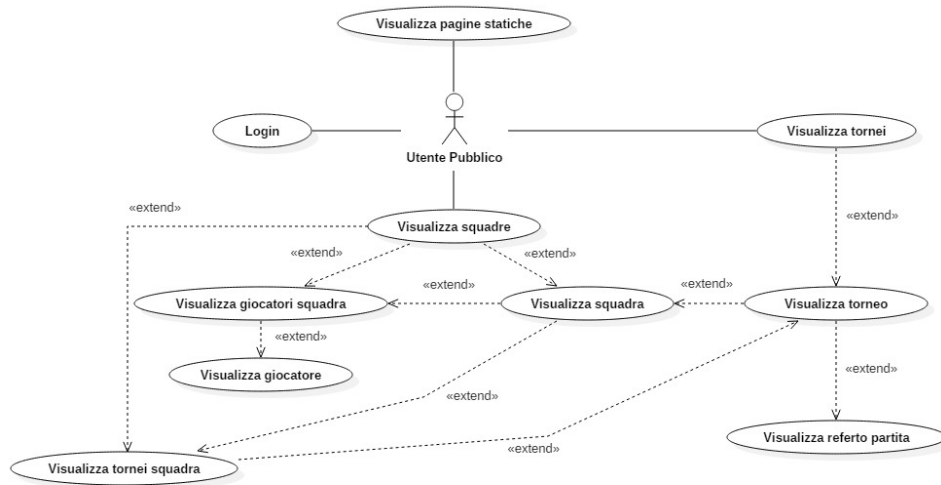 Visualizza pagine statiche
Login
Visualizza tornei
Utente Pubblico
«extend»
Visualizza squadre
«extend»
«extend»
«extend»
Visualizza giocatori squadra
«extend»
Visualizza squadra
«extend»
Visualizza torneo
«extend»
Visualizza giocatore
«extend»
«extend»
Visualizza referto partita
«extend»
Visualizza tornei squadra